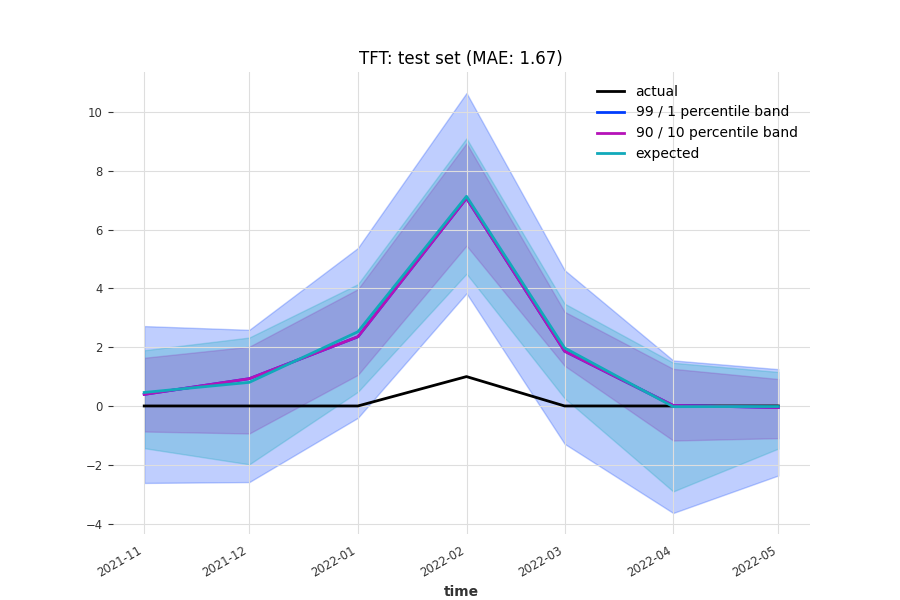 TFT: test set (MAE: 1.67)
actual
99 / 1 percentile band
90 / 10 percentile band
expected
10
8
6
4
2
0
−2
−4
2021-11
2021-12
2022-01
2022-02
2022-03
2022-04
2022-05
time